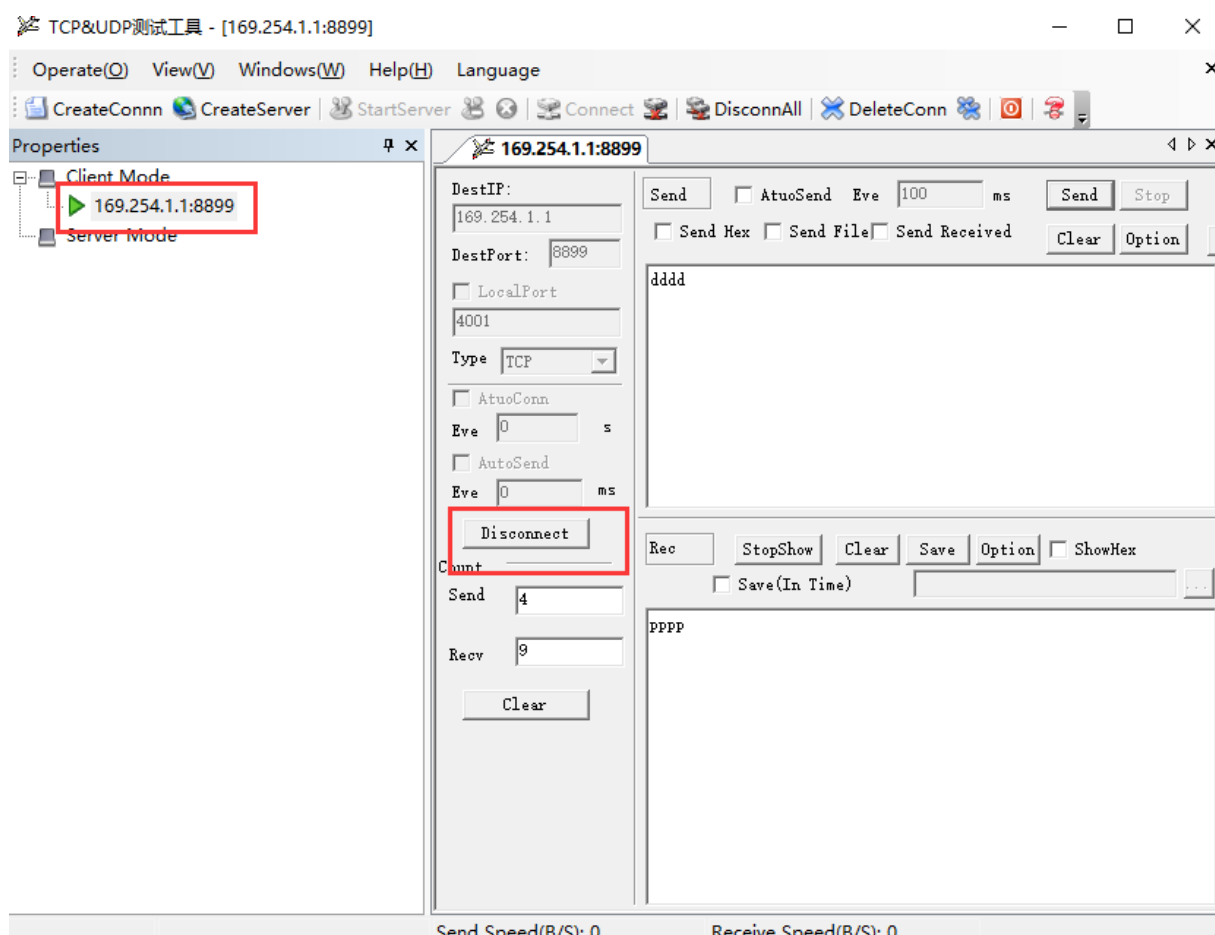 TCP&UDP测试工具 - [169.254.1.1:8899]
Operate(O) View(V) Windows(W) Help(H) Language
CreateConnn CreateServer StartServer Connect DisconnAll DeleteConn
Properties
169.254.1.1:8899
Client Mode
169.254.1.1:8899
Server Mode
DestIP:
169.254.1.1
DestPort: 8899
LocalPort
4001
Type TCP
AtuoConn
Eve 0 s
AutoSend
Eve 0 ms
Disconnect
Count
Send 4
Recv 9
Clear
Send AtuoSend Eve 100 ms Send Stop
Send Hex Send File Send Received Clear Option
dddd
Rec StopShow Clear Save Option ShowHex
Save(In Time) ...
pppp
Send Speed(B/S): 0 Receive Speed(B/S): 0